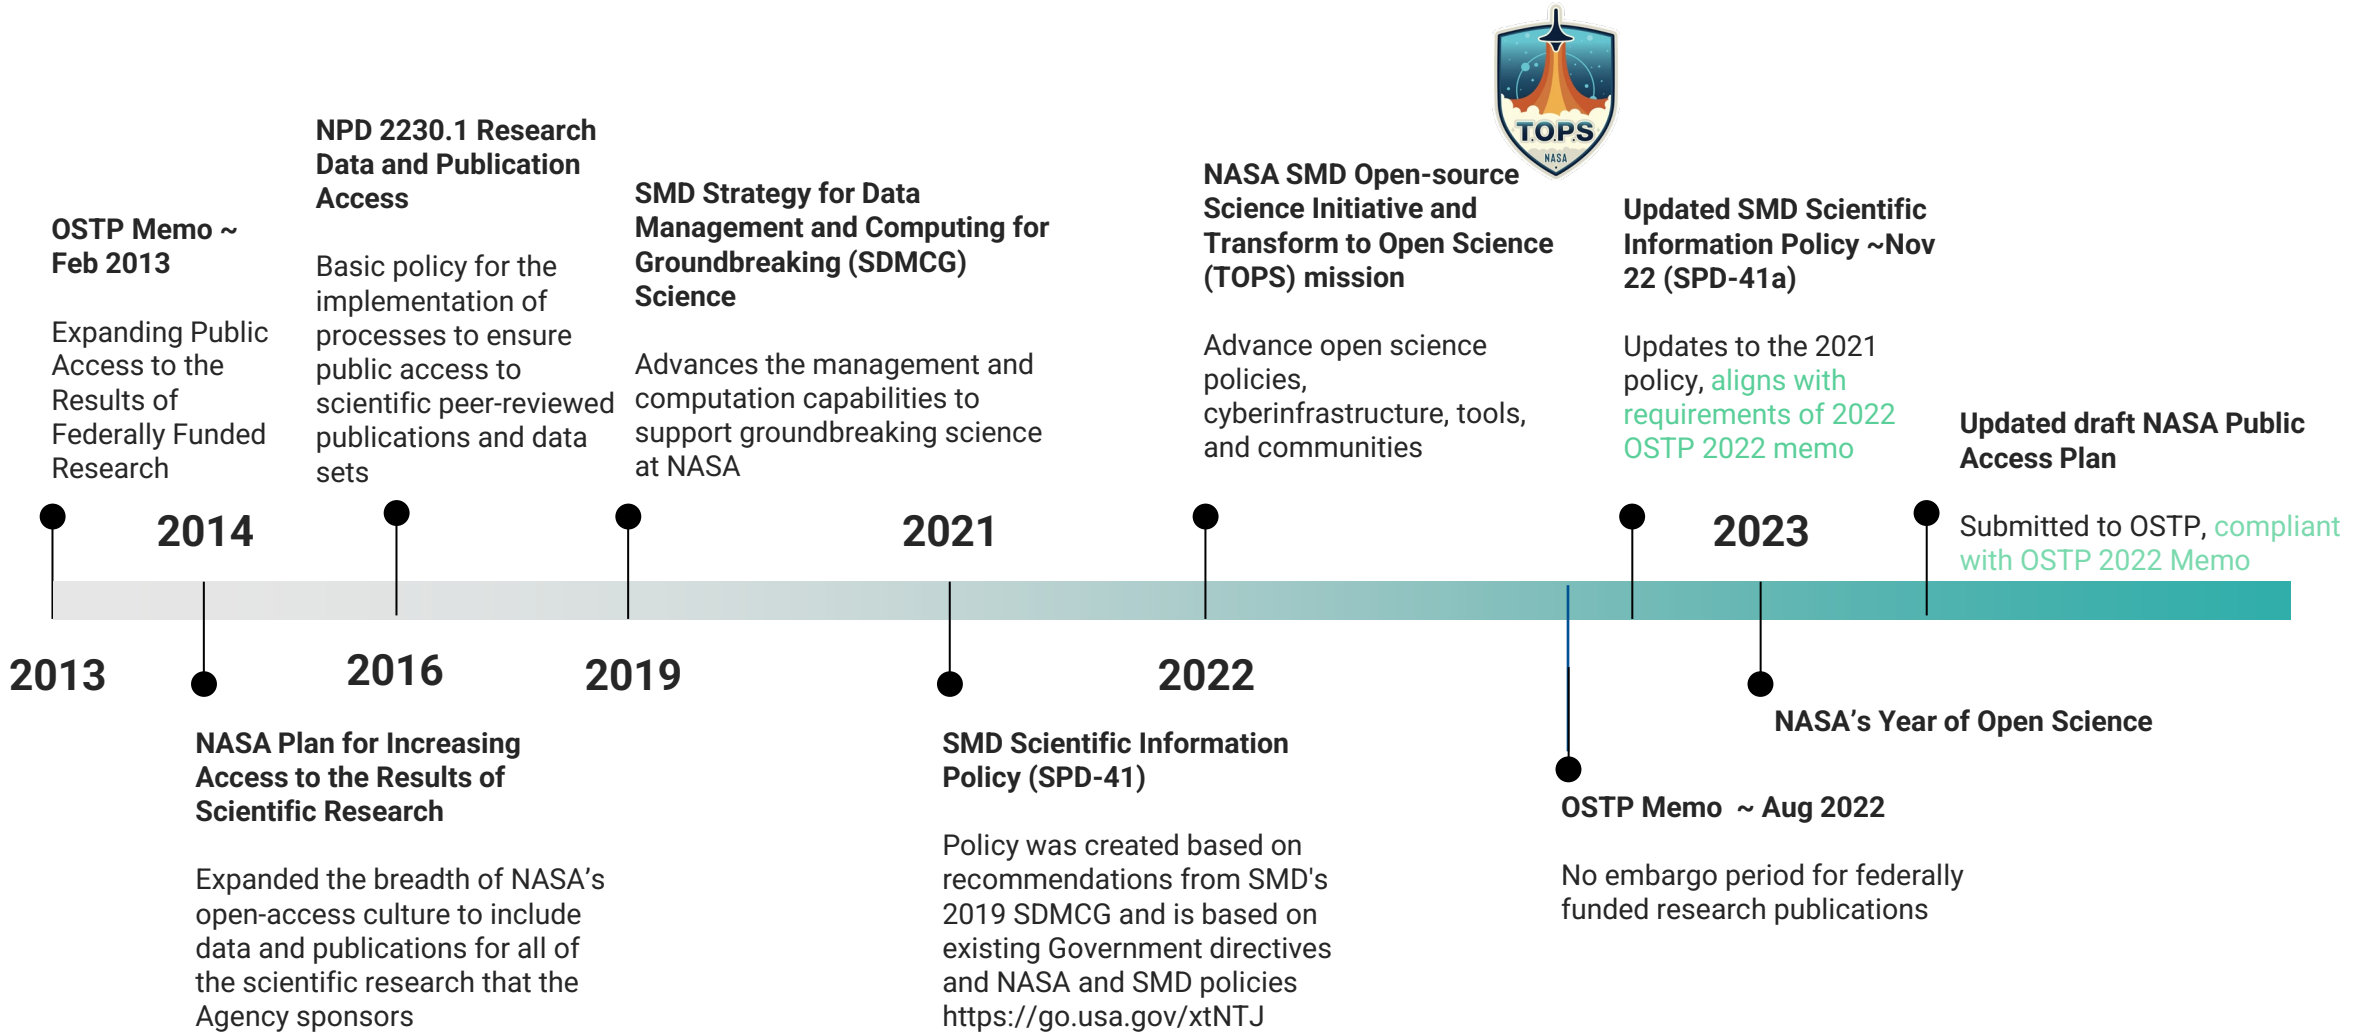 T.O.P.S
NASA
OSTP Memo ~
Feb 2013
Expanding Public
Access to the
Results of
Federally Funded
Research
NPD 2230.1 Research
Data and Publication
Access
Basic policy for the
implementation of
processes to ensure
public access to
scientific peer-reviewed
publications and data
sets
SMD Strategy for Data
Management and Computing for
Groundbreaking (SDMCG)
Science
Advances the management and
computation capabilities to
support groundbreaking science
at NASA
NASA SMD Open-source
Science Initiative and
Transform to Open Science
(TOPS) mission
Advance open science
policies,
cyberinfrastructure, tools,
and communities
Updated SMD Scientific
Information Policy ~Nov
22 (SPD-41a)
Updates to the 2021
policy, aligns with
requirements of 2022
OSTP 2022 memo
Updated draft NASA Public
Access Plan
Submitted to OSTP, compliant
with OSTP 2022 Memo
2014
2021
2023
2013
2016
2019
2022
NASA Plan for Increasing
Access to the Results of
Scientific Research
Expanded the breadth of NASA’s
open-access culture to include
data and publications for all of
the scientific research that the
Agency sponsors
SMD Scientific Information
Policy (SPD-41)
Policy was created based on
recommendations from SMD's
2019 SDMCG and is based on
existing Government directives
and NASA and SMD policies
https://go.usa.gov/xtNTJ
OSTP Memo  ~ Aug 2022
No embargo period for federally
funded research publications
NASA’s Year of Open Science